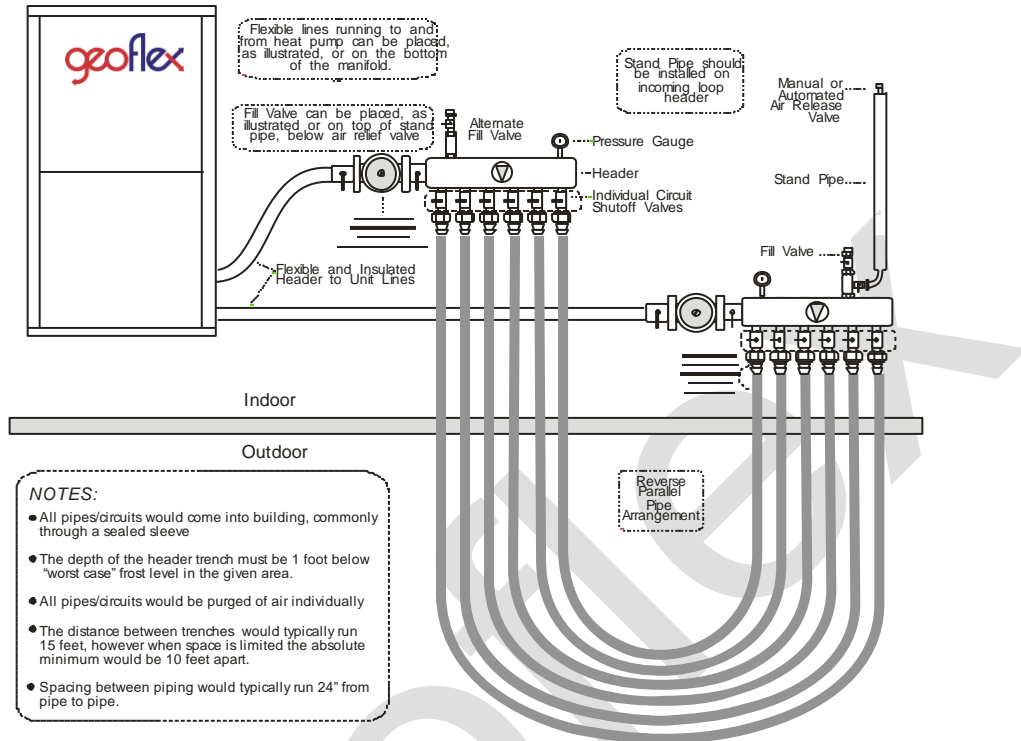 geoflex
Flexible lines running to and
from heat pump can be placed,
as illustrated, or on the bottom
of the manifold.
Fill Valve can be placed, as
illustrated or on top of stand
pipe, below air relief valve
Alternate
Fill Valve
Stand Pipe should
be installed on
incoming loop
header
Manual or
Automated
Air Release
Valve
Pressure Gauge
Header
Individual Circuit
Shutoff Valves
Stand Pipe
Fill Valve
Flexible and Insulated
Header to Unit Lines
Indoor
Outdoor
Reverse
Parallel
Pipe
Arrangement
NOTES:
All pipes/circuits would come into building, commonly
through a sealed sleeve
The depth of the header trench must be 1 foot below
“worst case” frost level in the given area.
All pipes/circuits would be purged of air individually
The distance between trenches would typically run
15 feet, however when space is limited the absolute
minimum would be 10 feet apart.
Spacing between piping would typically run 24” from
pipe to pipe.